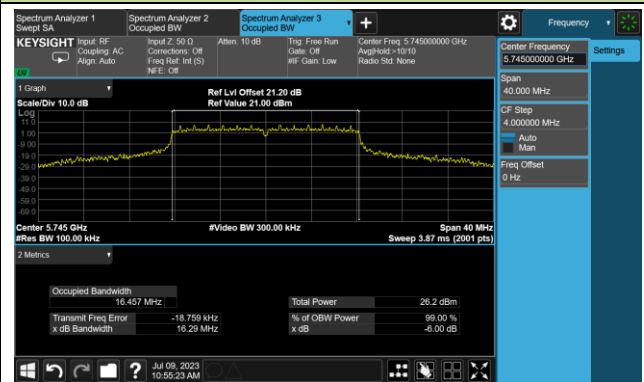 Spectrum Analyzer 1
Swept SA
Spectrum Analyzer 2
Occupied BW
Spectrum Analyzer 3
Occupied BW
+
Frequency
KEYSIGHT
Input: RF
Coupling: AC
Align: Auto
Input Z: 50 Ω
Corrections: Off
Freq Ref: Int (S)
NFE: Off
Atten: 10 dB
Trig: Free Run
Gate: Off
#IF Gain: Low
Center Freq: 5.745000000 GHz
Avg|Hold:>10/10
Radio Std: None
Center Frequency
5.745000000 GHz
Settings
Span
40.000 MHz
CF Step
4.000000 MHz
Auto
Man
Freq Offset
0 Hz
1 Graph
Scale/Div 10.0 dB
Ref Lvl Offset 21.20 dB
Ref Value 21.00 dBm
Log
11.0
1.00
-9.00
-19.0
-29.0
-39.0
-49.0
-59.0
-69.0
Center 5.745 GHz
#Video BW 300.00 kHz
Span 40 MHz
#Res BW 100.00 kHz
Sweep 3.87 ms (2001 pts)
2 Metrics
Occupied Bandwidth
16.457 MHz
Total Power 26.2 dBm
Transmit Freq Error -18.759 kHz
% of OBW Power 99.00 %
x dB Bandwidth 16.29 MHz
x dB -6.00 dB
?
Jul 09, 2023
10:55:23 AM